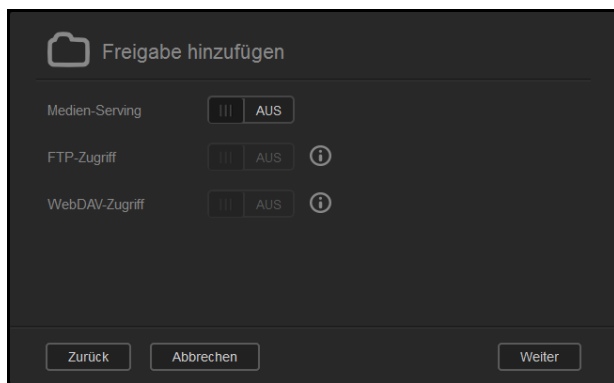 Freigabe hinzufügen
Medien-Serving AUS
FTP-Zugriff AUS
WebDAV-Zugriff AUS
Zurück Abbrechen Weiter